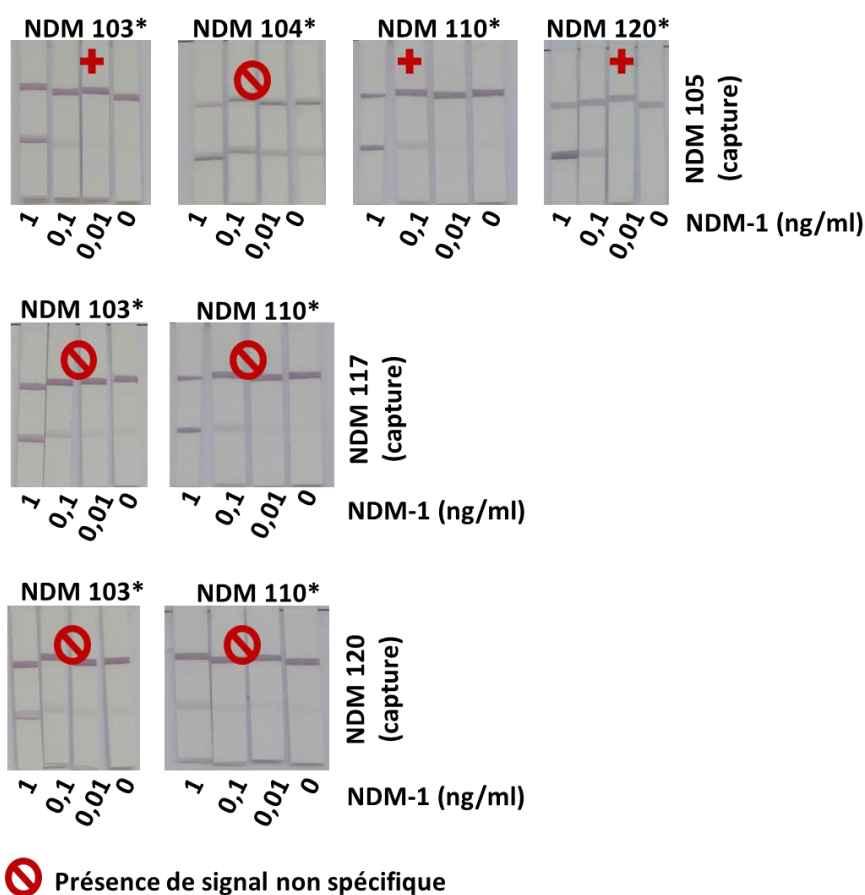 NDM 103* NDM 104* NDM 110* NDM 120*
NDM 105
(capture)
1 0,1 0,01 0 1 0,1 0,01 0 1 0,1 0,01 0 1 0,1 0,01 0 NDM-1 (ng/ml)
NDM 103* NDM 110*
NDM 117
(capture)
1 0,1 0,01 0 1 0,1 0,01 0 NDM-1 (ng/ml)
NDM 103* NDM 110*
NDM 120
(capture)
1 0,1 0,01 0 1 0,1 0,01 0 NDM-1 (ng/ml)
Présence de signal non spécifique